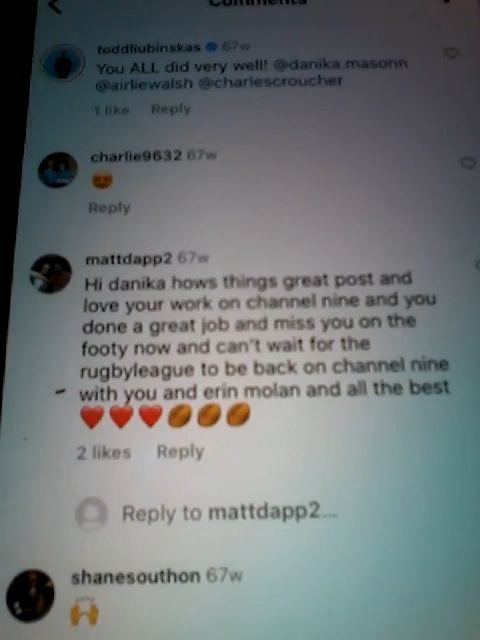 Comments
toddliubinskas 67w
You ALL did very well! @danika.masonn
@airliewalsh @charlescroucher
1 like Reply
charlie9632 67w
😍
Reply
mattdapp2 67w
Hi danika hows things great post and
love your work on channel nine and you
done a great job and miss you on the
footy now and can't wait for the
rugbyleague to be back on channel nine
with you and erin molan and all the best
❤️❤️❤️🏉🏉🏉
2 likes Reply
Reply to mattdapp2...
shanesouthon 67w
🙌